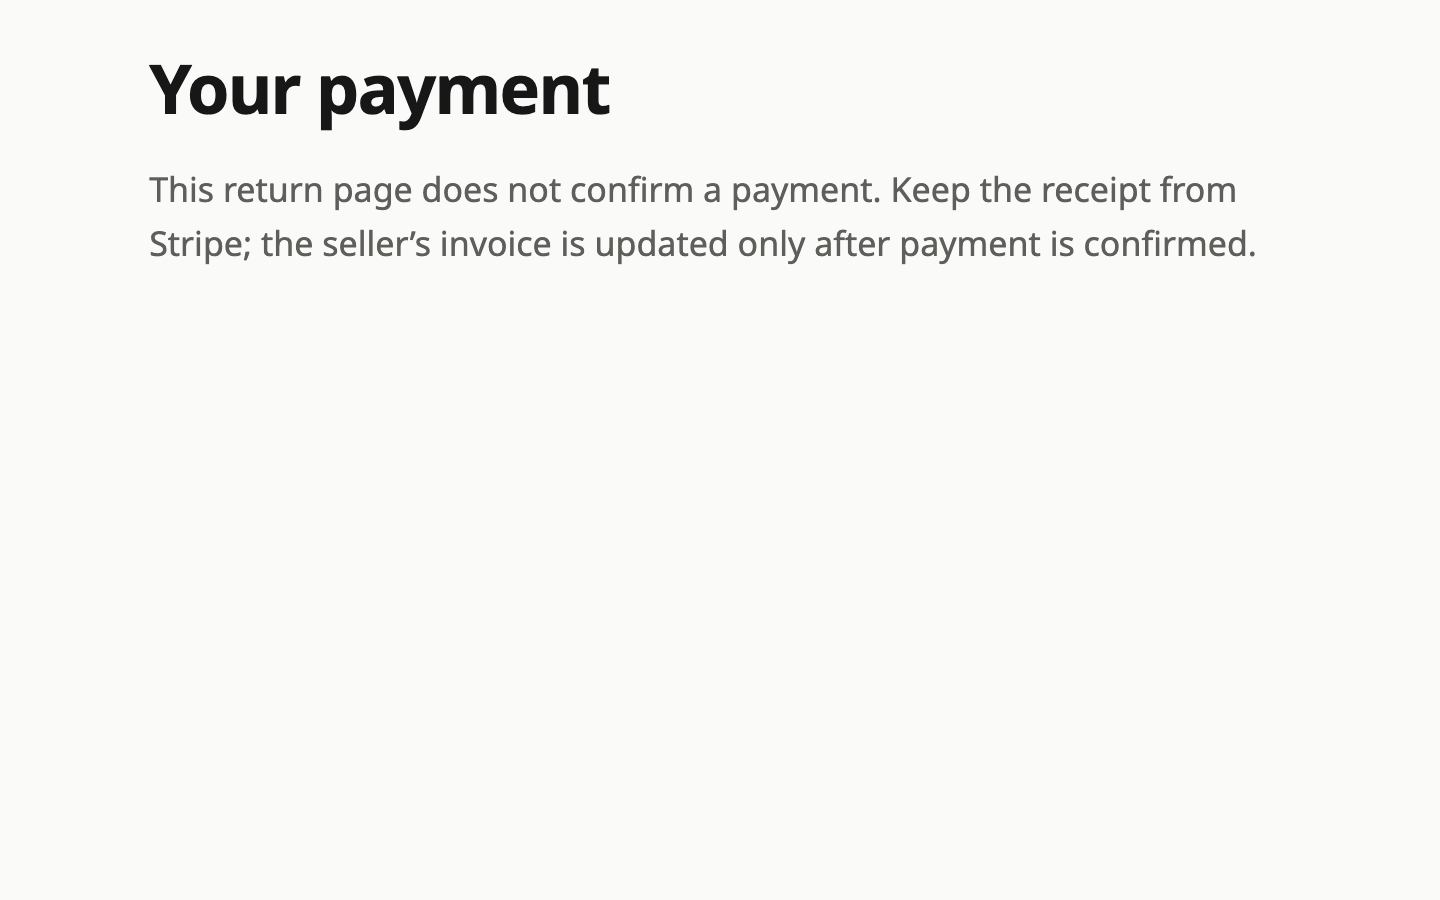 Your payment
This return page does not confirm a payment. Keep the receipt from
Stripe; the seller’s invoice is updated only after payment is confirmed.